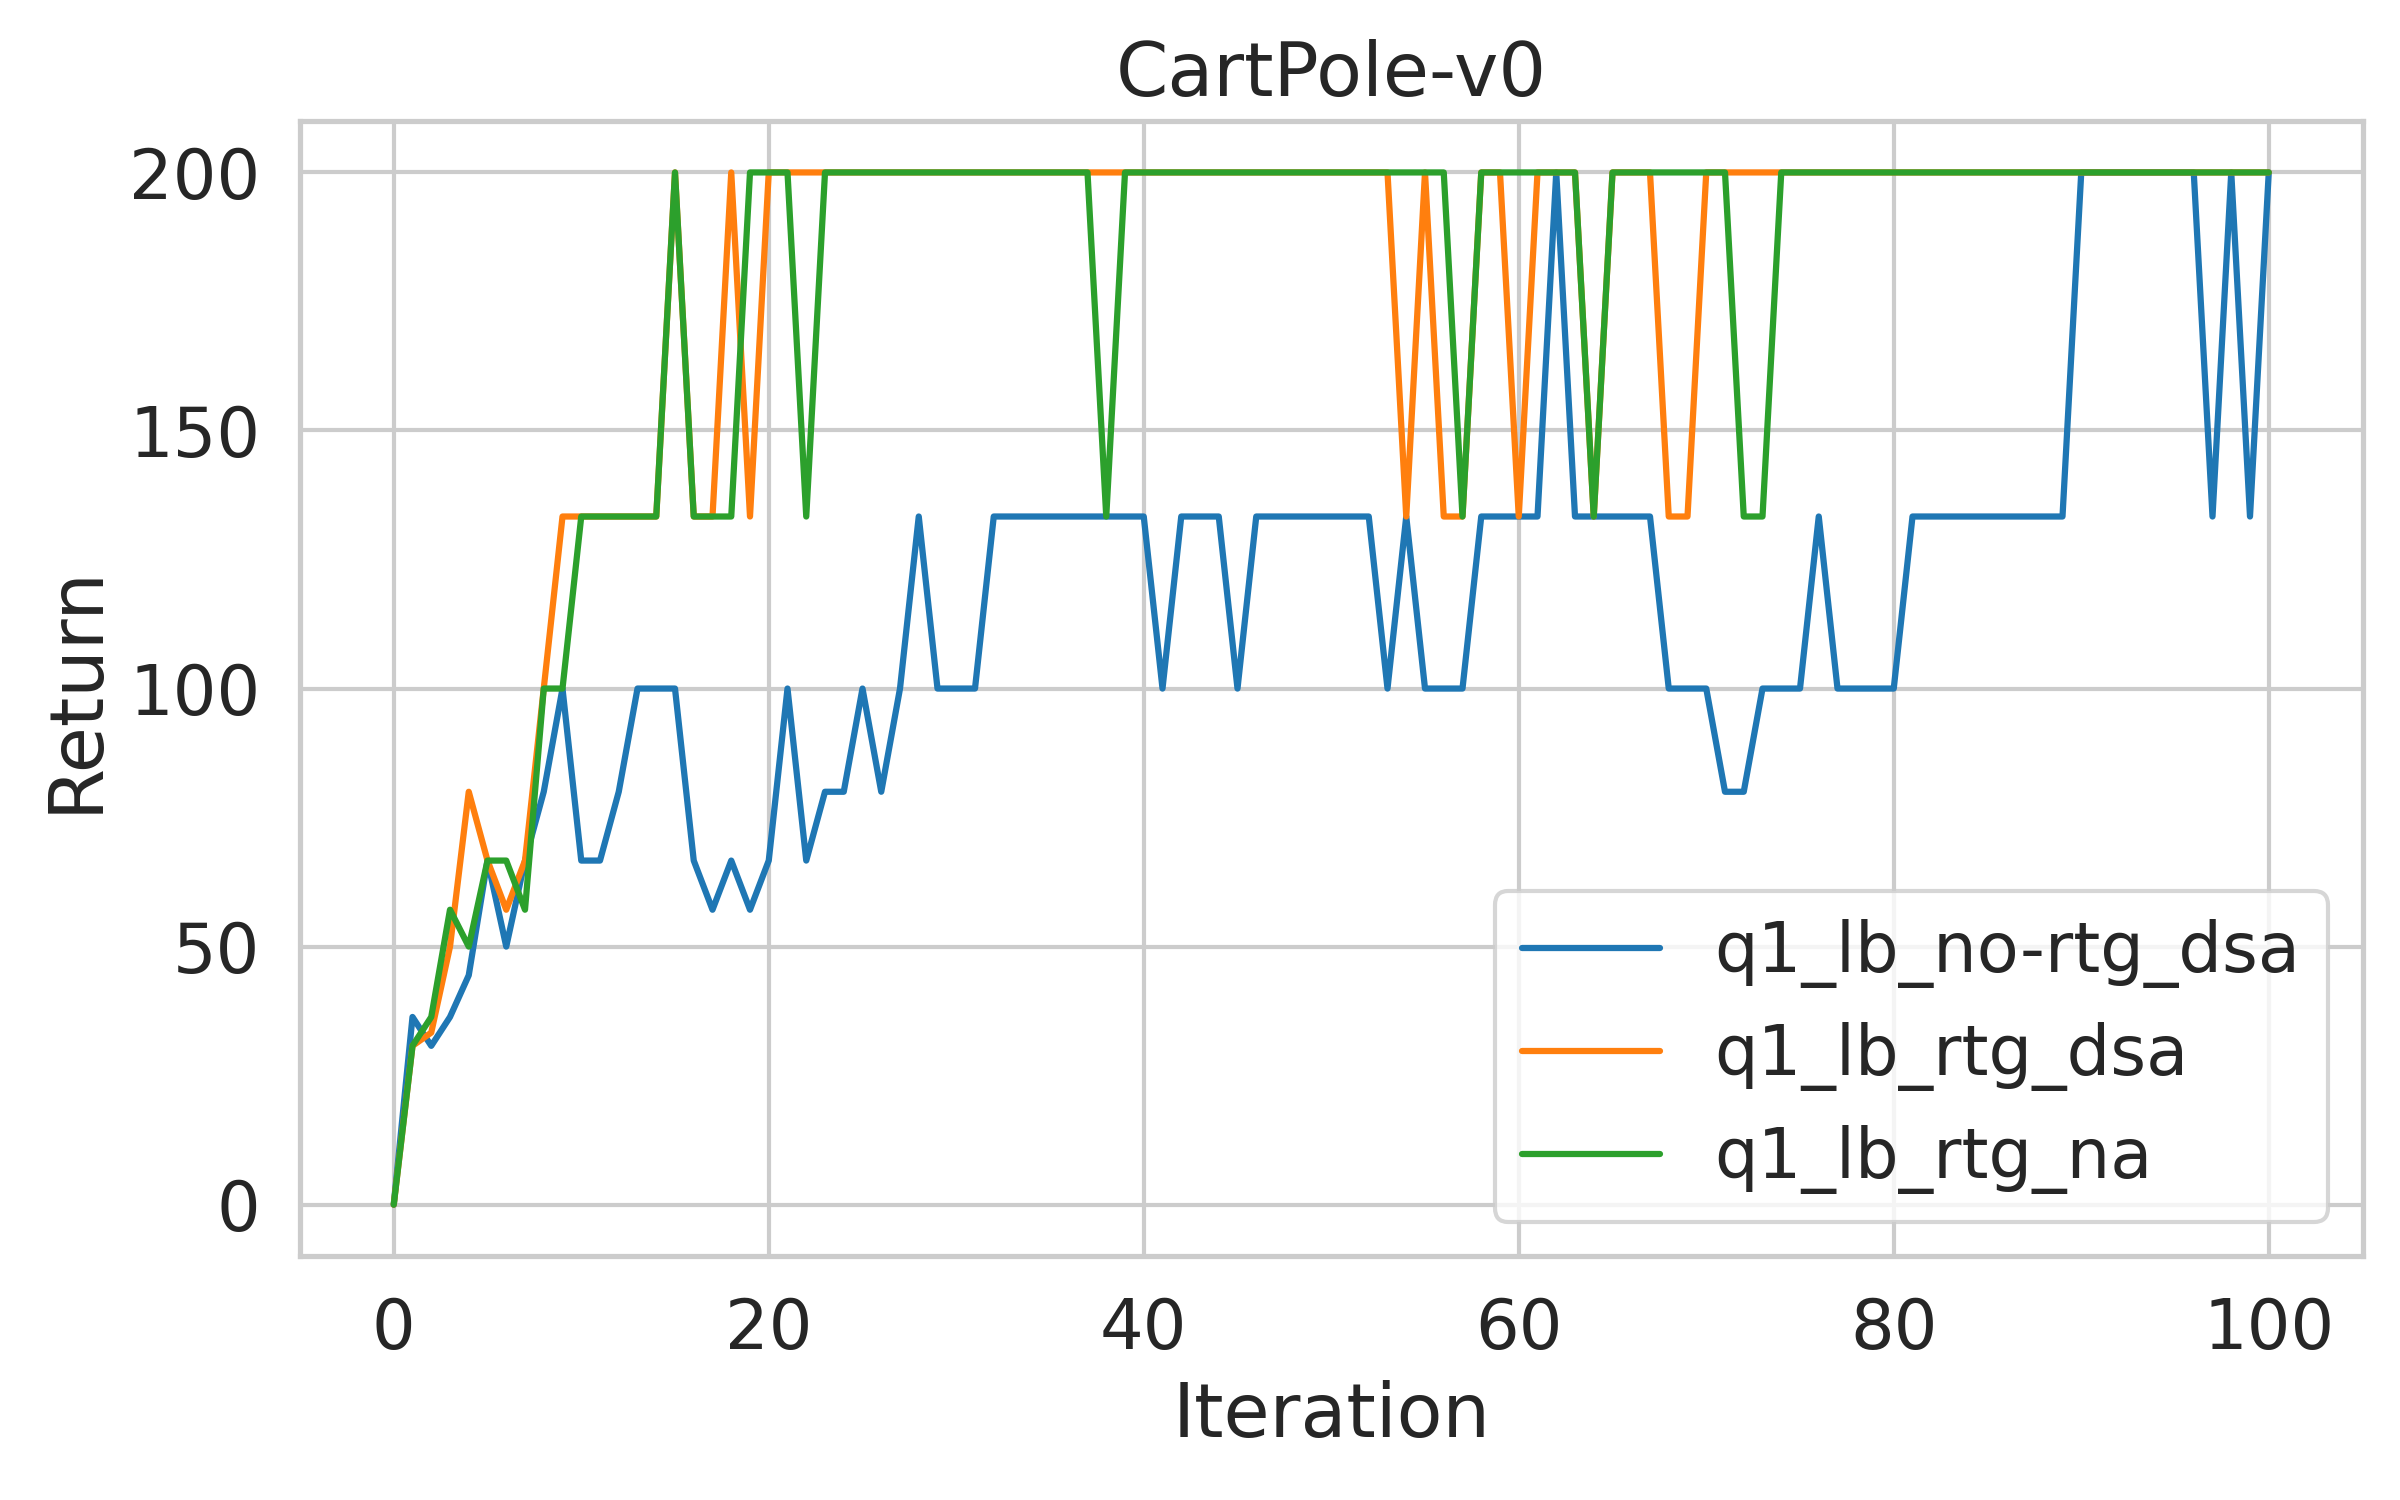 CartPole-v0
200
150
100
50
0
Return
0 20 40 60 80 100
Iteration
q1_lb_no-rtg_dsa
q1_lb_rtg_dsa
q1_lb_rtg_na